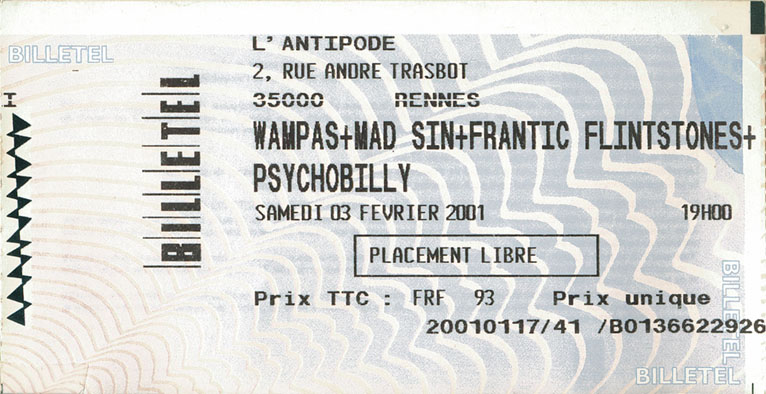 BILLETEL
L'ANTIPODE
2, RUE ANDRE TRASBOT
35000 RENNES
I
BILLETEL
WAMPAS+MAD SIN+FRANTIC FLINTSTONES+
PSYCHOBILLY
SAMEDI 03 FEVRIER 2001 19H00
PLACEMENT LIBRE
Prix TTC : FRF 93 Prix unique
20010117/41 /B0136622926
BILLETEL
BILLETEL